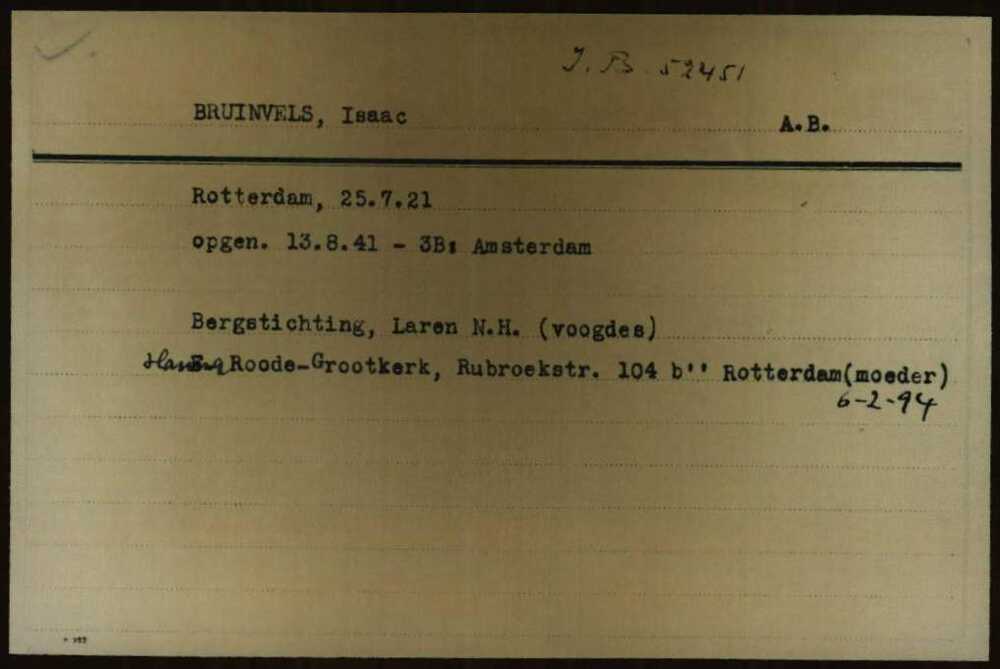 J. B. 52451
BRUINVELS, Isaac A.B.
Rotterdam, 25.7.21
opgen. 13.8.41 - 3B: Amsterdam
Bergstichting, Laren N.H. (voogdes)
Roode-Grootkerk, Rubroekstr. 104 b'' Rotterdam(moeder)
6-2-94